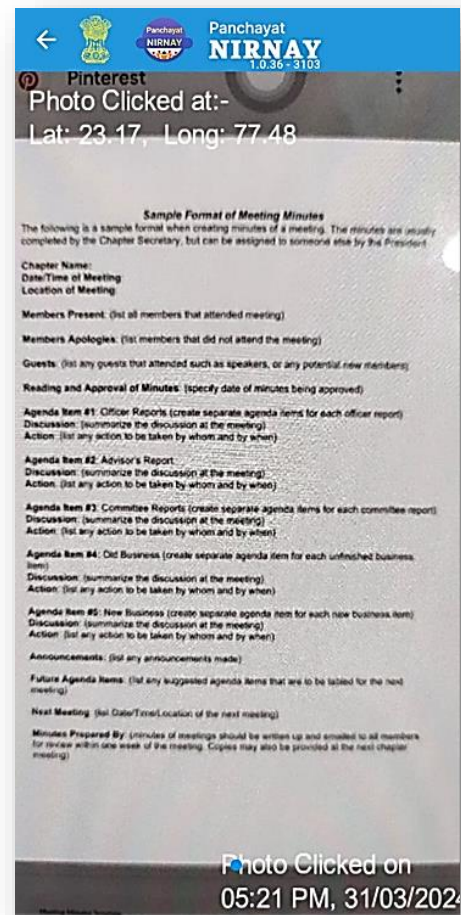 Panchayat
NIRNAY
Panchayat
NIRNAY
1.0.36 - 3103
Pinterest
Photo Clicked at:-
Lat: 23.17, Long: 77.48
Sample Format of Meeting Minutes
The following is a sample format when creating minutes of a meeting. The minutes are usually
completed by the Chapter Secretary, but can be assigned to someone else by the President
Chapter Name:
Date/Time of Meeting:
Location of Meeting:
Members Present: (list all members that attended meeting)
Members Apologies: (list members that did not attend the meeting)
Guests: (list any guests that attended such as speakers, or any potential new members)
Reading and Approval of Minutes: (specify date of minutes being approved)
Agenda Item #1: Officer Reports (create separate agenda items for each officer report)
Discussion: (summarize the discussion at the meeting)
Action: (list any action to be taken by whom and by when)
Agenda Item #2: Advisor's Report
Discussion: (summarize the discussion at the meeting)
Action: (list any action to be taken by whom and by when)
Agenda Item #3: Committee Reports (create separate agenda items for each committee report)
Discussion: (summarize the discussion at the meeting)
Action: (list any action to be taken by whom and by when)
Agenda Item #4: Old Business (create separate agenda item for each unfinished business
item)
Discussion: (summarize the discussion at the meeting)
Action: (list any action to be taken by whom and by when)
Agenda Item #5: New Business (create separate agenda item for each new business item)
Discussion: (summarize the discussion at the meeting)
Action: (list any action to be taken by whom and by when)
Announcements: (list any announcements made)
Future Agenda Items: (list any suggested agenda items that are to be tabled for the next
meeting)
Next Meeting: (list Date/Time/Location of the next meeting)
Minutes Prepared By: (minutes of meetings should be written up and emailed to all members
for review within one week of the meeting. Copies may also be provided at the next chapter
meeting)
Photo Clicked on
05:21 PM, 31/03/2024